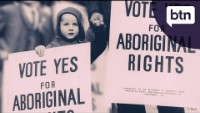 VOTE YES
FOR
ABORIGINAL
VOTE
FOR
ABORIGINAL
RIGHTS
btn